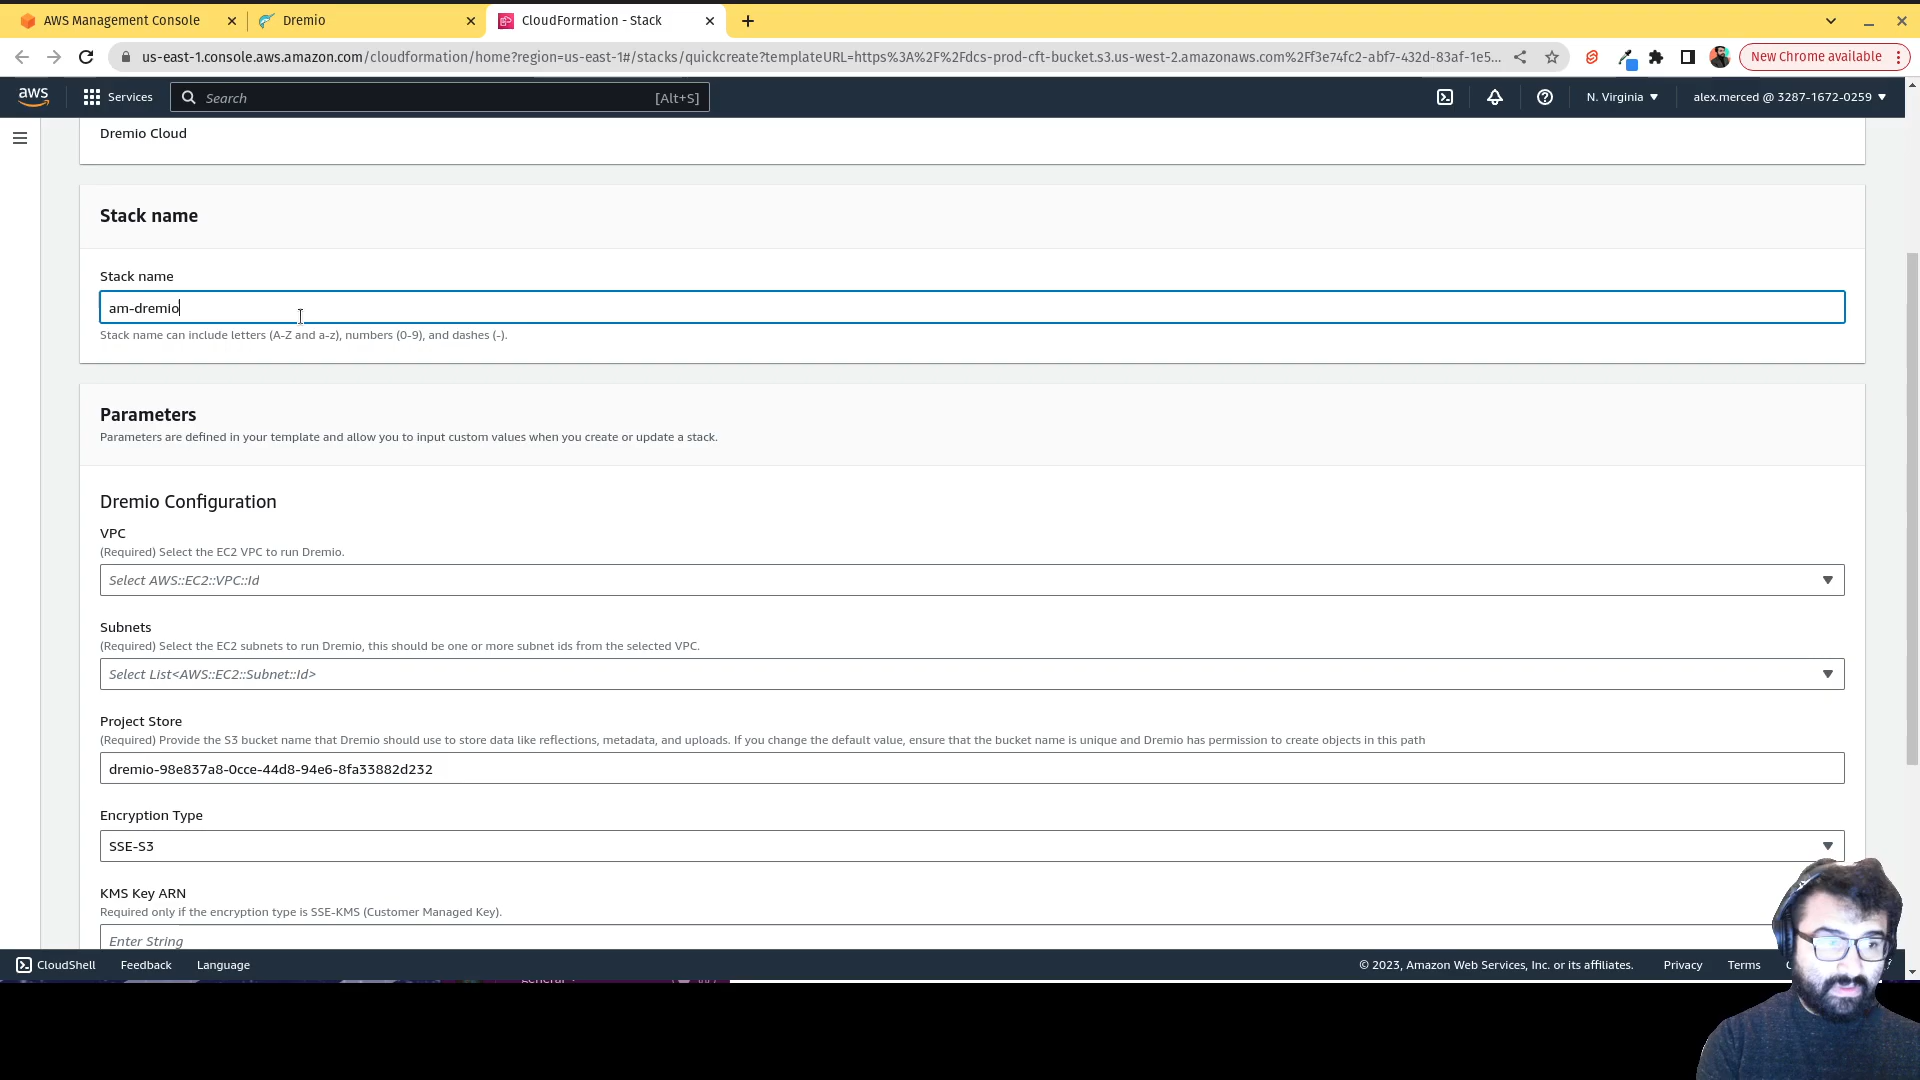 AWS Management Console
Dremio
CloudFormation - Stack
us-east-1.console.aws.amazon.com/cloudformation/home?region=us-east-1#/stacks/quickcreate?templateURL=https%3A%2F%2Fdcs-prod-cft-bucket.s3.us-west-2.amazonaws.com%2Ff3e74fc2-abf7-432d-83af-1e5...
New Chrome available
aws
Services
Search
[Alt+S]
N. Virginia
alex.merced @ 3287-1672-0259
Dremio Cloud
Stack name
Stack name
am-dremio
Stack name can include letters (A-Z and a-z), numbers (0-9), and dashes (-).
Parameters
Parameters are defined in your template and allow you to input custom values when you create or update a stack.
Dremio Configuration
VPC
(Required) Select the EC2 VPC to run Dremio.
Select AWS::EC2::VPC::Id
Subnets
(Required) Select the EC2 subnets to run Dremio, this should be one or more subnet ids from the selected VPC.
Select List<AWS::EC2::Subnet::Id>
Project Store
(Required) Provide the S3 bucket name that Dremio should use to store data like reflections, metadata, and uploads. If you change the default value, ensure that the bucket name is unique and Dremio has permission to create objects in this path
dremio-98e837a8-0cce-44d8-94e6-8fa33882d232
Encryption Type
SSE-S3
KMS Key ARN
Required only if the encryption type is SSE-KMS (Customer Managed Key).
Enter String
CloudShell
Feedback
Language
© 2023, Amazon Web Services, Inc. or its affiliates.
Privacy
Terms